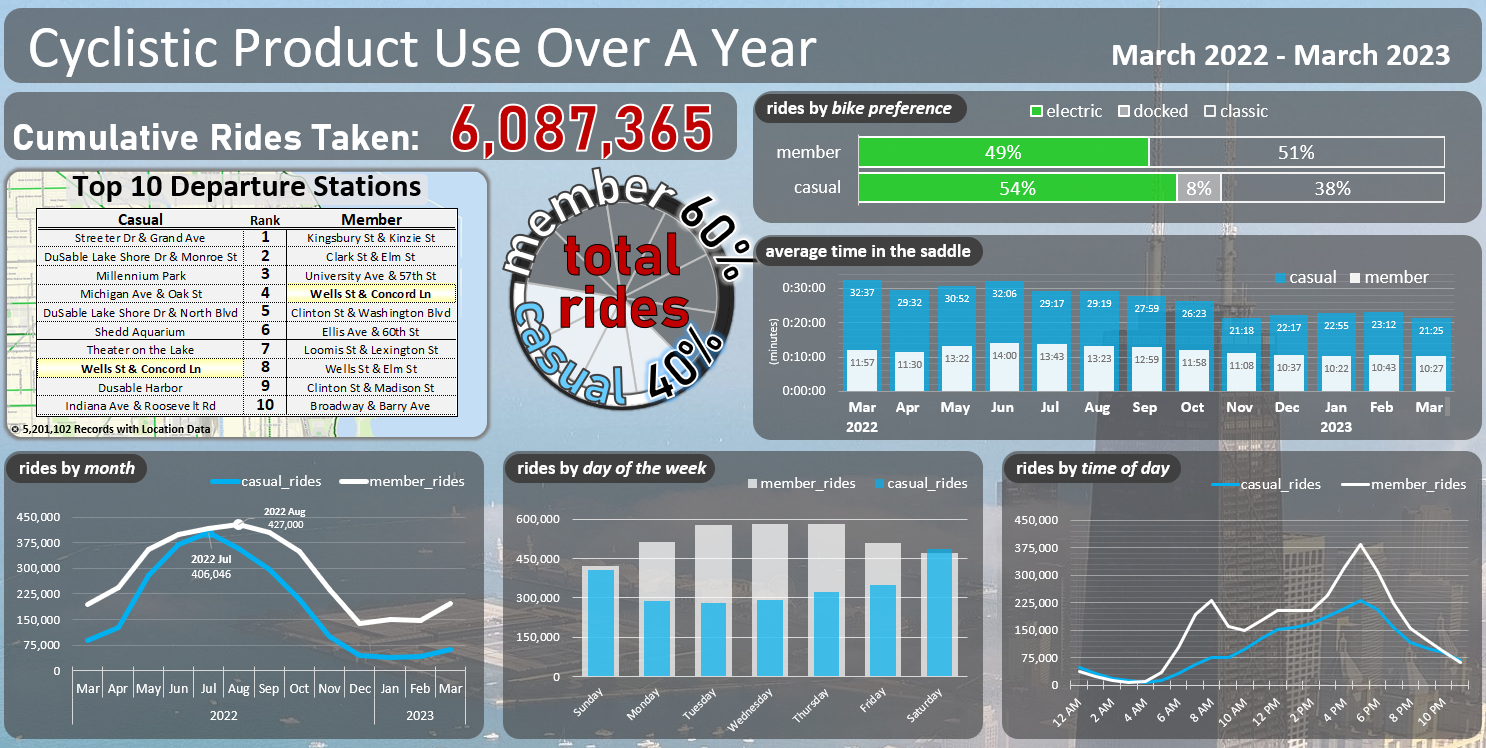 Cyclistic Product Use Over A Year
March 2022 - March 2023
Cumulative Rides Taken: 6,087,365
Top 10 Departure Stations
Casual Rank Member
Streeter Dr & Grand Ave 1 Kingsbury St & Kinzie St
DuSable Lake Shore Dr & Monroe St 2 Clark St & Elm St
Millennium Park 3 University Ave & 57th St
Michigan Ave & Oak St 4 Wells St & Concord Ln
DuSable Lake Shore Dr & North Blvd 5 Clinton St & Washington Blvd
Shedd Aquarium 6 Ellis Ave & 60th St
Theater on the Lake 7 Loomis St & Lexington St
Wells St & Concord Ln 8 Wells St & Elm St
Dusable Harbor 9 Clinton St & Madison St
Indiana Ave & Roosevelt Rd 10 Broadway & Barry Ave
5,201,102 Records with Location Data
member 60%
total
rides
casual 40%
rides by bike preference
electric docked classic
member 49% 51%
casual 54% 8% 38%
average time in the saddle
casual member
(minutes)
0:30:00
0:20:00
0:10:00
0:00:00
32:37 29:32 30:52 32:06 29:17 29:19 27:59 26:23 21:18 22:17 22:55 23:12 21:25
11:57 11:30 13:22 14:00 13:43 13:23 12:59 11:58 11:08 10:37 10:22 10:43 10:27
Mar Apr May Jun Jul Aug Sep Oct Nov Dec Jan Feb Mar
2022 2023
rides by month
casual_rides member_rides
450,000
375,000
300,000
225,000
150,000
75,000
0
2022 Aug
427,000
2022 Jul
406,046
Mar Apr May Jun Jul Aug Sep Oct Nov Dec Jan Feb Mar
2022 2023
rides by day of the week
member_rides casual_rides
600,000
450,000
300,000
150,000
0
Sunday Monday Tuesday Wednesday Thursday Friday Saturday
rides by time of day
casual_rides member_rides
450,000
375,000
300,000
225,000
150,000
75,000
0
12 AM 2 AM 4 AM 6 AM 8 AM 10 AM 12 PM 2 PM 4 PM 6 PM 8 PM 10 PM